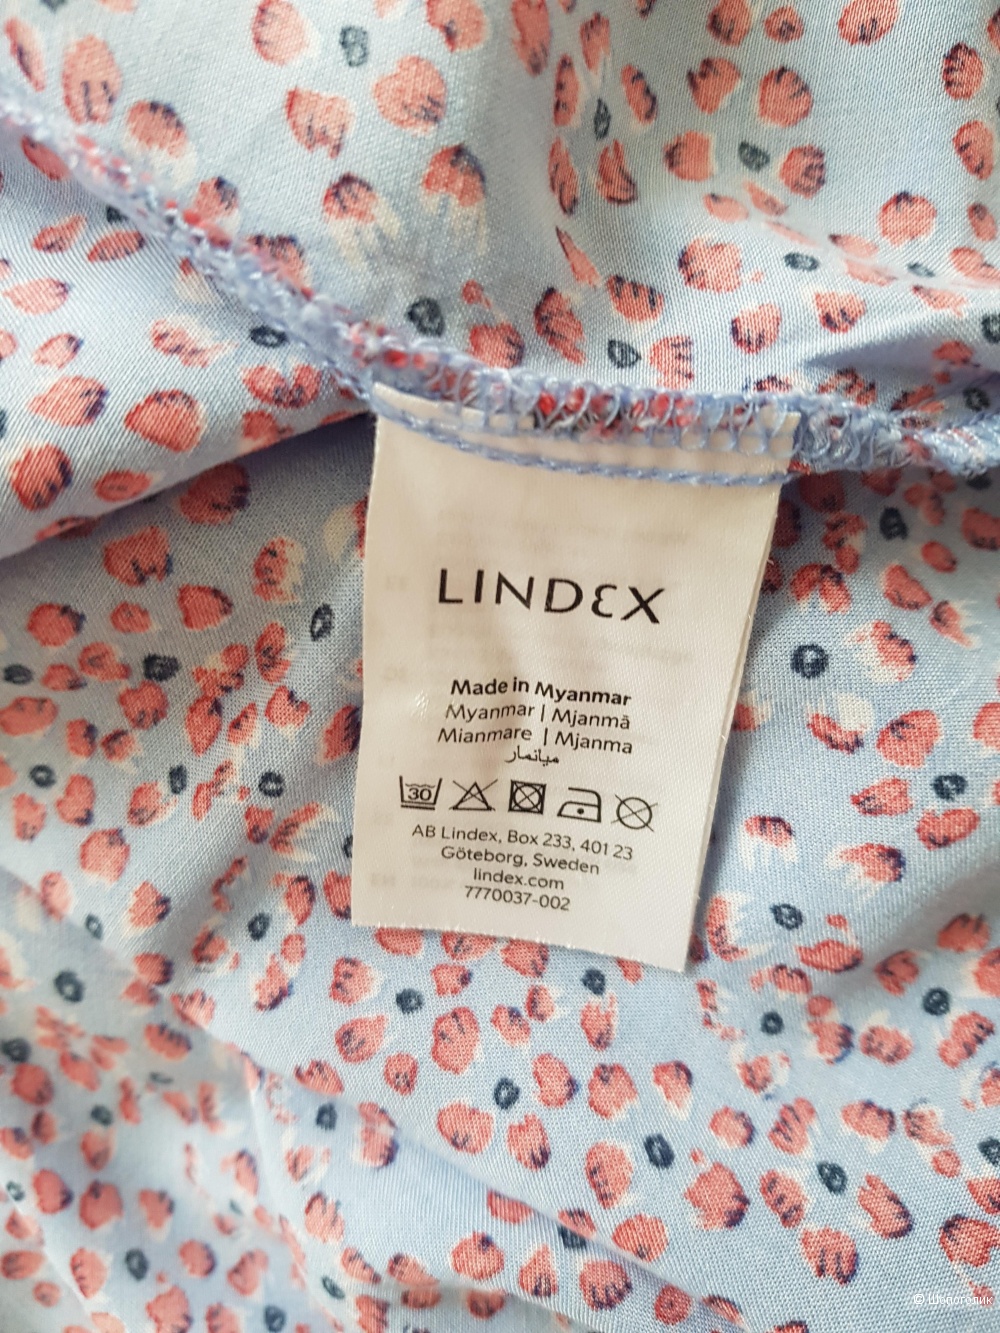 LINDEX
Made in Myanmar
Myanmar | Mjanmā
Mianmare | Mjanma
ميانمار
30
AB Lindex, Box 233, 401 23
Göteborg, Sweden
lindex.com
7770037-002
© Шопоголик